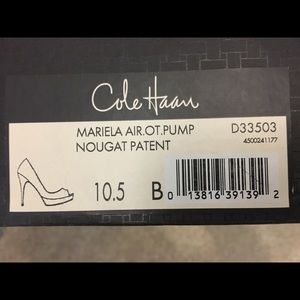 Cole Haan
MARIELA AIR.OT.PUMP D33503
NOUGAT PATENT 4500241177
10.5 B 0 13816 39139 2